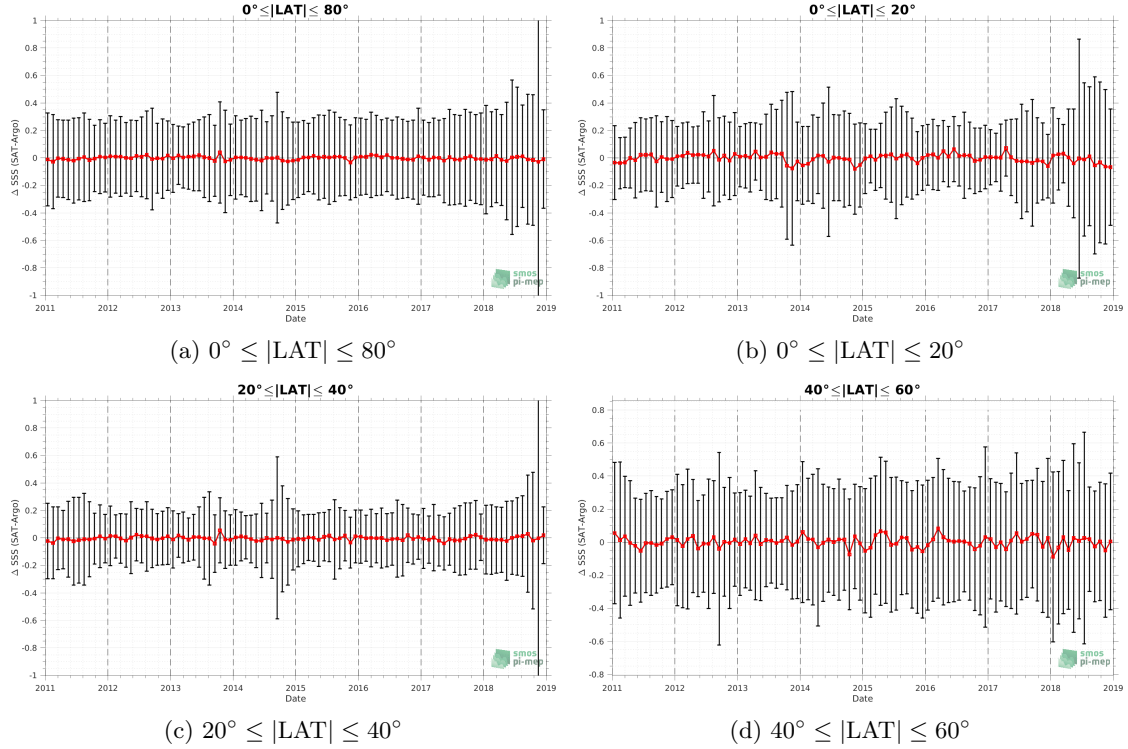 0°≤|LAT|≤ 80°
Δ SSS (SAT-Argo)
1
0.8
0.6
0.4
0.2
0
-0.2
-0.4
-0.6
-0.8
-1
2011 2012 2013 2014 2015 2016 2017 2018 2019
Date
smos
pi-mep
(a) 0° ≤ |LAT| ≤ 80°
0°≤|LAT|≤ 20°
Δ SSS (SAT-Argo)
1
0.8
0.6
0.4
0.2
0
-0.2
-0.4
-0.6
-0.8
-1
2011 2012 2013 2014 2015 2016 2017 2018 2019
Date
smos
pi-mep
(b) 0° ≤ |LAT| ≤ 20°
20°≤|LAT|≤ 40°
Δ SSS (SAT-Argo)
1
0.8
0.6
0.4
0.2
0
-0.2
-0.4
-0.6
-0.8
-1
2011 2012 2013 2014 2015 2016 2017 2018 2019
Date
smos
pi-mep
(c) 20° ≤ |LAT| ≤ 40°
40°≤|LAT|≤ 60°
Δ SSS (SAT-Argo)
0.8
0.6
0.4
0.2
0
-0.2
-0.4
-0.6
-0.8
2011 2012 2013 2014 2015 2016 2017 2018 2019
Date
smos
pi-mep
(d) 40° ≤ |LAT| ≤ 60°